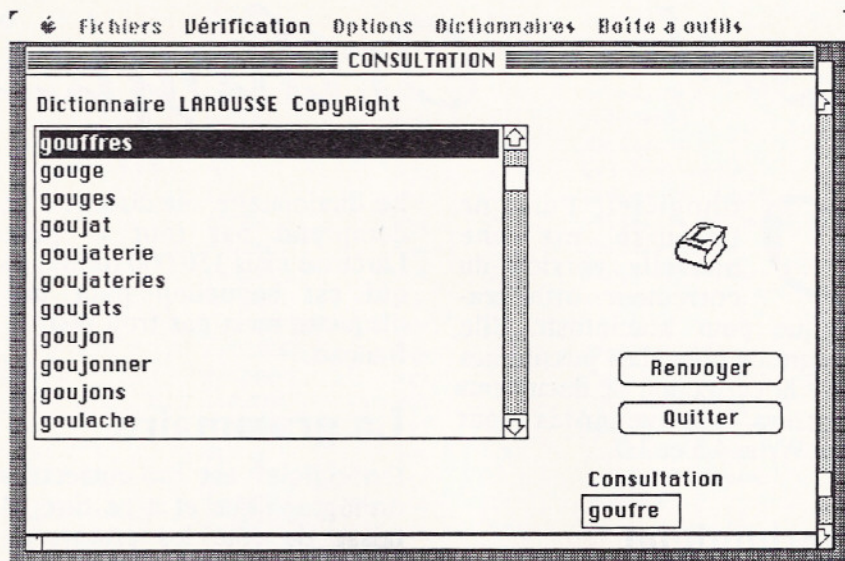 Fichiers Vérification Options Dictionnaires Boîte a outils
CONSULTATION
Dictionnaire LAROUSSE CopyRight
gouffres
gouge
gouges
goujat
goujaterie
goujateries
goujats
goujon
goujonner
goujons
goulache
L
Renvoyer
Quitter
Consultation
goufre